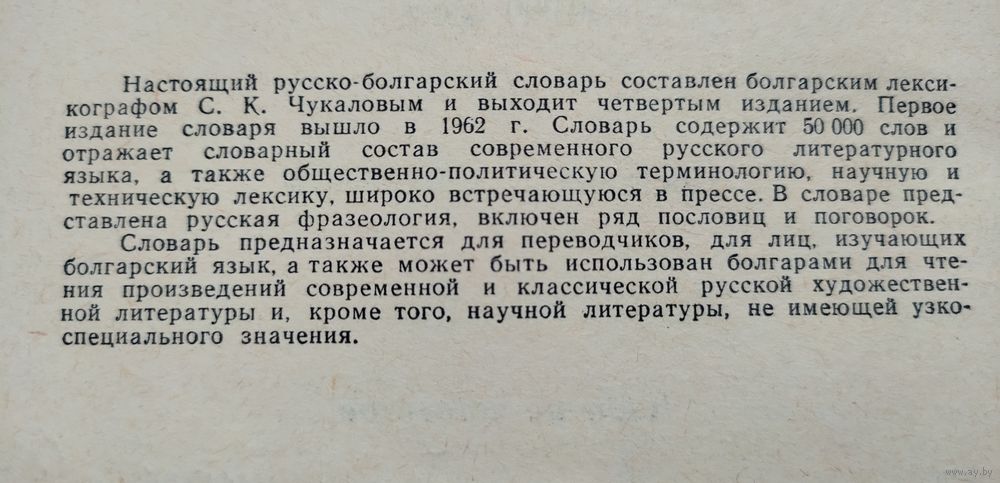 Настоящий русско-болгарский словарь составлен болгарским лекси-
кографом С. К. Чукаловым и выходит четвертым изданием. Первое
издание словаря вышло в 1962 г. Словарь содержит 50 000 слов и
отражает словарный состав современного русского литературного
языка, а также общественно-политическую терминологию, научную и
техническую лексику, широко встречающуюся в прессе. В словаре пред-
ставлена русская фразеология, включен ряд пословиц и поговорок.
Словарь предназначается для переводчиков, для лиц, изучающих
болгарский язык, а также может быть использован болгарами для чте-
ния произведений современной и классической русской художествен-
ной литературы и, кроме того, научной литературы, не имеющей узко-
специального значения.
www.ay.by